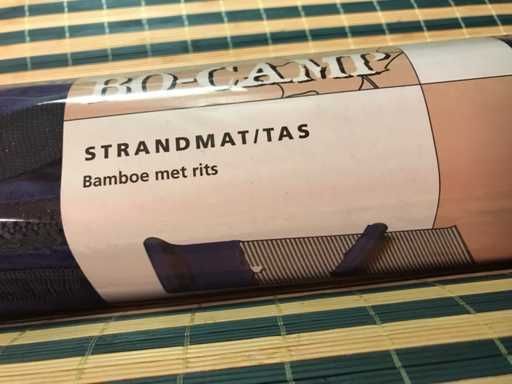 BO-CAMP
STRANDMAT/TAS
Bamboe met rits